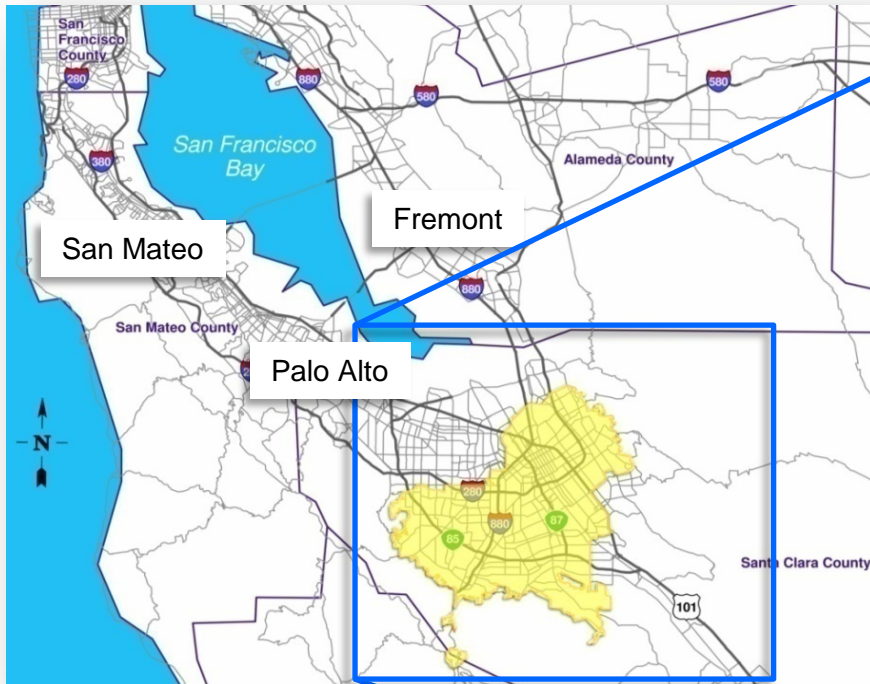 San
Francisco
County
280
880
580
580
380
San Francisco
Bay
Alameda County
Fremont
San Mateo
880
San Mateo County
Palo Alto
N
280
880
87
85
Santa Clara County
101